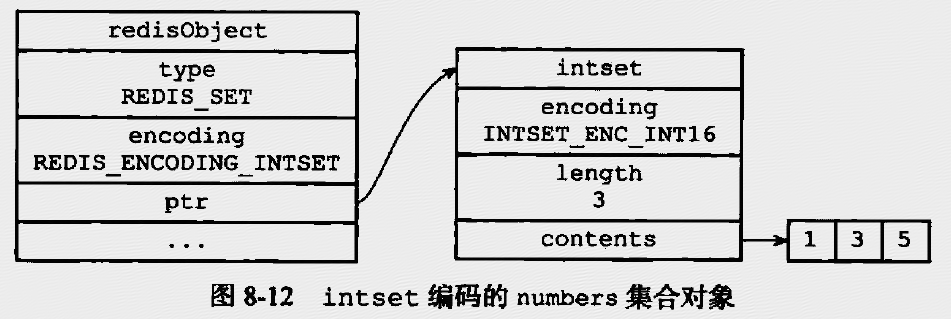 redisObject
type
REDIS_SET
encoding
REDIS_ENCODING_INTSET
ptr
...
intset
encoding
INTSET_ENC_INT16
length
3
contents
1 3 5
图 8-12 intset 编码的 numbers 集合对象